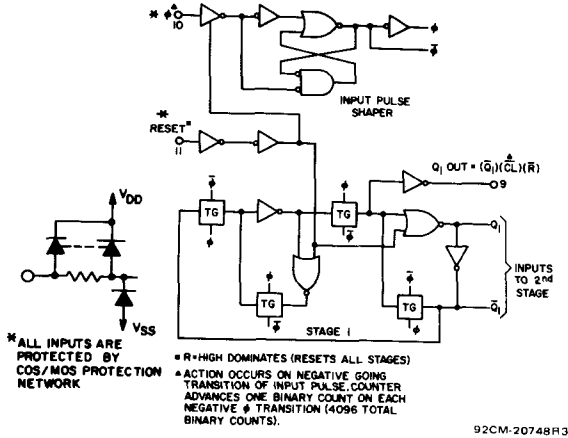 * ϕ▵
10
ϕ
ϕ̅
INPUT PULSE
SHAPER
*
RESET▪
11
Q₁ OUT = (Q̅₁)(C̅L̅▵)(R̅)
9
ϕ̅
TG
ϕ
ϕ
TG
ϕ̅
Q₁
VDD
ϕ
TG
ϕ̅
ϕ̅
TG
ϕ
INPUTS
TO 2nd
STAGE
Q̅₁
VSS
STAGE 1
*ALL INPUTS ARE
PROTECTED BY
COS/MOS PROTECTION
NETWORK
▪ R=HIGH DOMINATES (RESETS ALL STAGES)
▵ ACTION OCCURS ON NEGATIVE GOING
TRANSITION OF INPUT PULSE. COUNTER
ADVANCES ONE BINARY COUNT ON EACH
NEGATIVE ϕ TRANSITION (4096 TOTAL
BINARY COUNTS).
92CM-20748R3